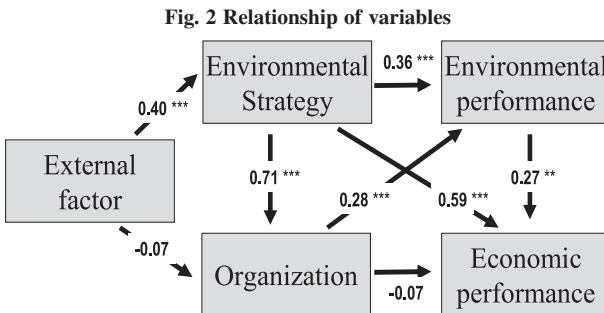 Fig. 2 Relationship of variables
Environmental
Strategy
0.36 ***
Environmental
performance
0.40 ***
External
factor
0.71 ***
0.28 ***
0.59 ***
0.27 **
-0.07
Organization
-0.07
Economic
performance